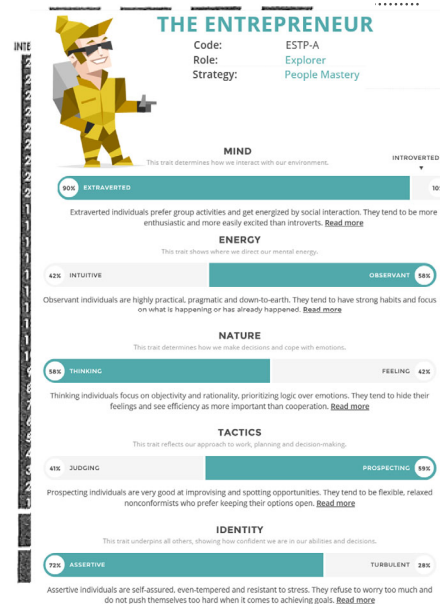 THE ENTREPRENEUR
Code: ESTP-A
Role: Explorer
Strategy: People Mastery
INTE
MIND
This trait determines how we interact with our environment.
INTROVERTED
90% EXTRAVERTED 10
Extraverted individuals prefer group activities and get energized by social interaction. They tend to be more
enthusiastic and more easily excited than introverts. Read more
ENERGY
This trait shows where we direct our mental energy.
42% INTUITIVE OBSERVANT 58%
Observant individuals are highly practical, pragmatic and down-to-earth. They tend to have strong habits and focus
on what is happening or has already happened. Read more
NATURE
This trait determines how we make decisions and cope with emotions.
58% THINKING FEELING 42%
Thinking individuals focus on objectivity and rationality, prioritizing logic over emotions. They tend to hide their
feelings and see efficiency as more important than cooperation. Read more
TACTICS
This trait reflects our approach to work, planning and decision-making.
41% JUDGING PROSPECTING 59%
Prospecting individuals are very good at improvising and spotting opportunities. They tend to be flexible, relaxed
nonconformists who prefer keeping their options open. Read more
IDENTITY
This trait underpins all others, showing how confident we are in our abilities and decisions.
72% ASSERTIVE TURBULENT 28%
Assertive individuals are self-assured, even-tempered and resistant to stress. They refuse to worry too much and
do not push themselves too hard when it comes to achieving goals. Read more